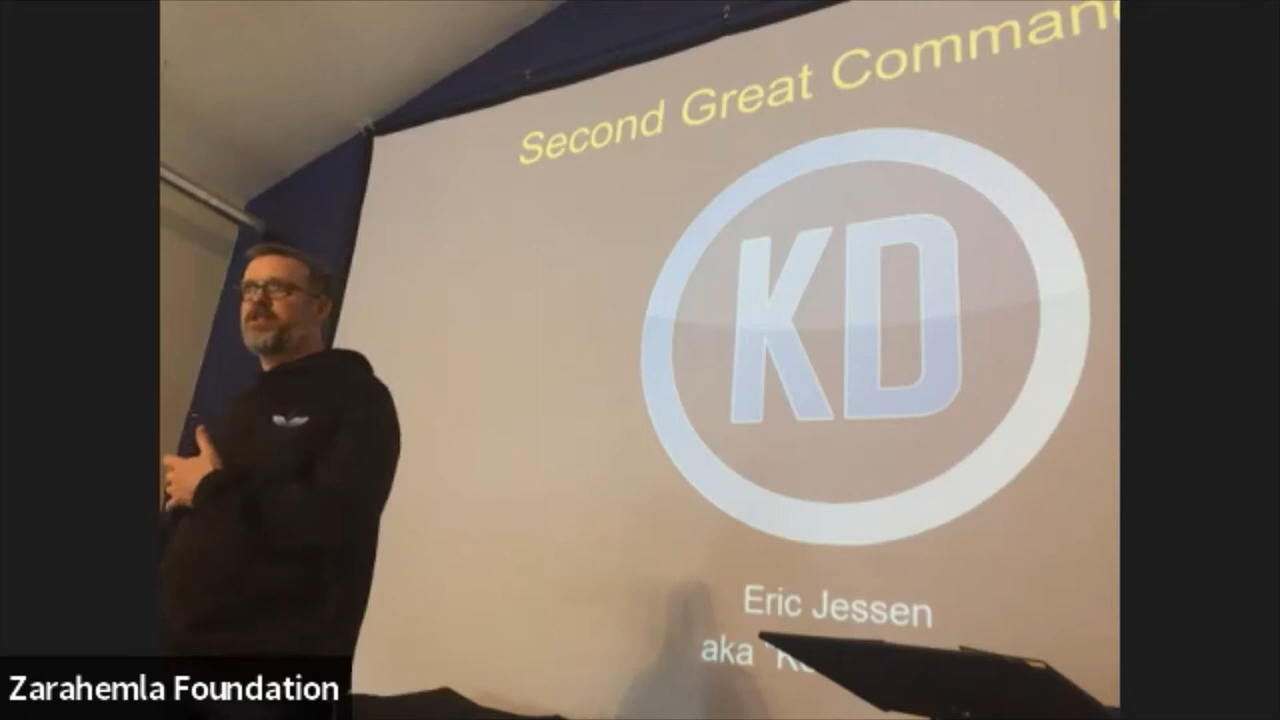 Second Great Comman
KD
Eric Jessen
aka
Zarahemla Foundation